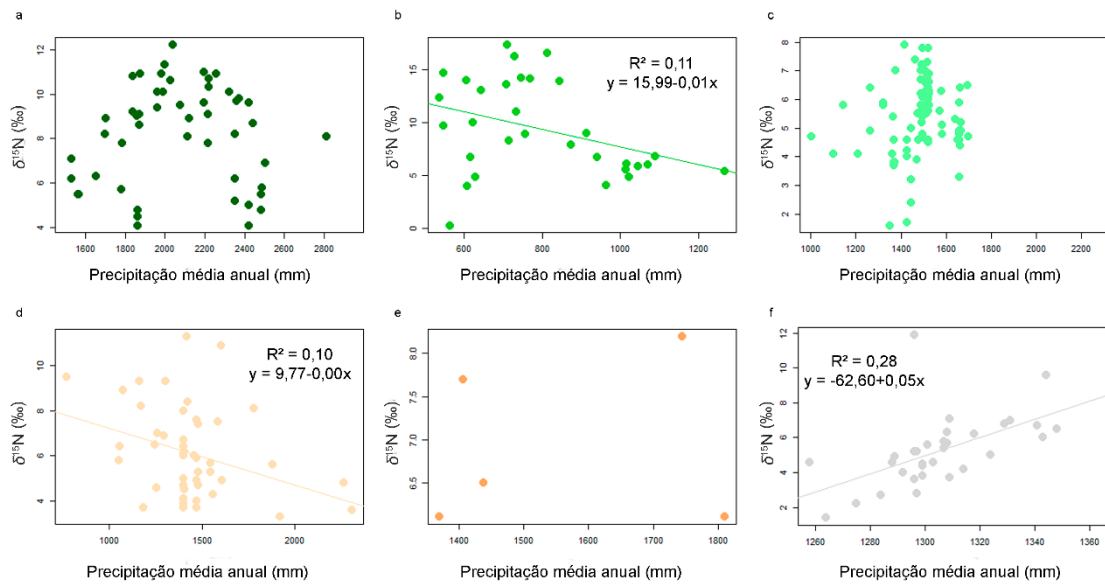 a
12
10
8
6
4
δ¹⁵N (‰)
1600 1800 2000 2200 2400 2600 2800
Precipitação média anual (mm)
b
R² = 0,11
y = 15,99-0,01x
15
10
5
0
δ¹⁵N (‰)
600 800 1000 1200
Precipitação média anual (mm)
c
8
7
6
5
4
3
2
1
δ¹⁵N (‰)
1000 1200 1400 1600 1800 2000 2200
Precipitação média anual (mm)
d
R² = 0,10
y = 9,77-0,00x
10
8
6
4
δ¹⁵N (‰)
1000 1500 2000
Precipitação média anual (mm)
e
8.0
7.5
7.0
6.5
δ¹⁵N (‰)
1400 1500 1600 1700 1800
Precipitação média anual (mm)
f
R² = 0,28
y = -62,60+0,05x
12
10
8
6
4
2
δ¹⁵N (‰)
1260 1280 1300 1320 1340 1360
Precipitação média anual (mm)